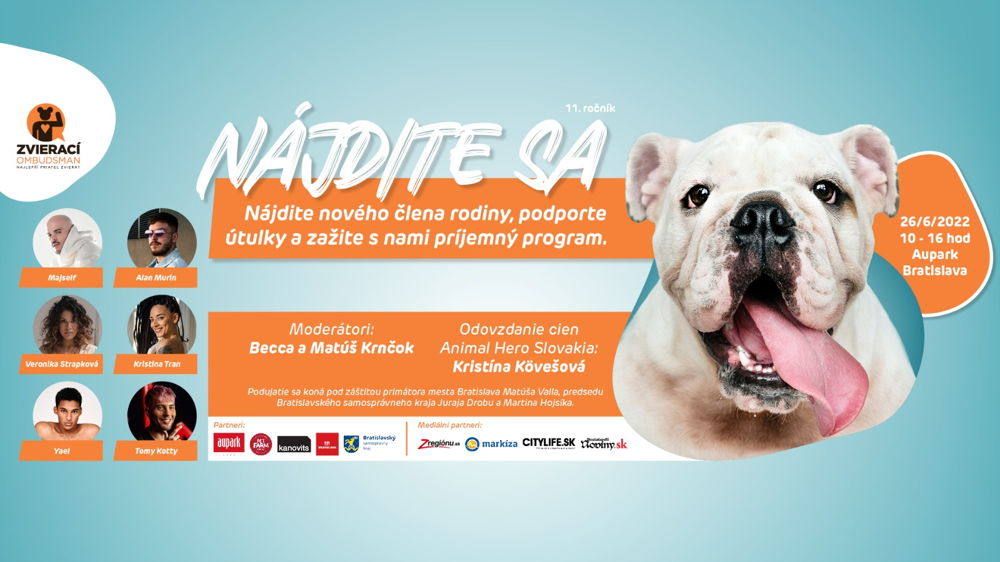 ZVIERACÍ
OMBUDSMAN
NAJLEPŠÍ PRIATEL ZVIERAT
11. ročník
NÁJDITE SA
Nájdite nového člena rodiny, podporte
útulky a zažite s nami príjemný program.
26/6/2022
10 - 16 hod
Aupark
Bratislava
Majself
Alan Murin
Veronika Strapková
Kristina Tran
Yael
Tomy Kotty
Moderátori:
Becca a Matúš Krnčok
Odovzdanie cien
Animal Hero Slovakia:
Kristína Kövešová
Podujatie sa koná pod záštitou primátora mesta Bratislava Matúša Valla, predsedu
Bratislavského samosprávneho kraja Juraja Drobu a Martina Hojsíka.
Partneri:
aupark
PET FARM
kanovits
BRATISLAVA
Bratislavský
samosprávny
kraj
Mediálni partneri:
Zregiónu.sk
markíza
CITYLIFE.SK
Bratislavské
Noviny.sk